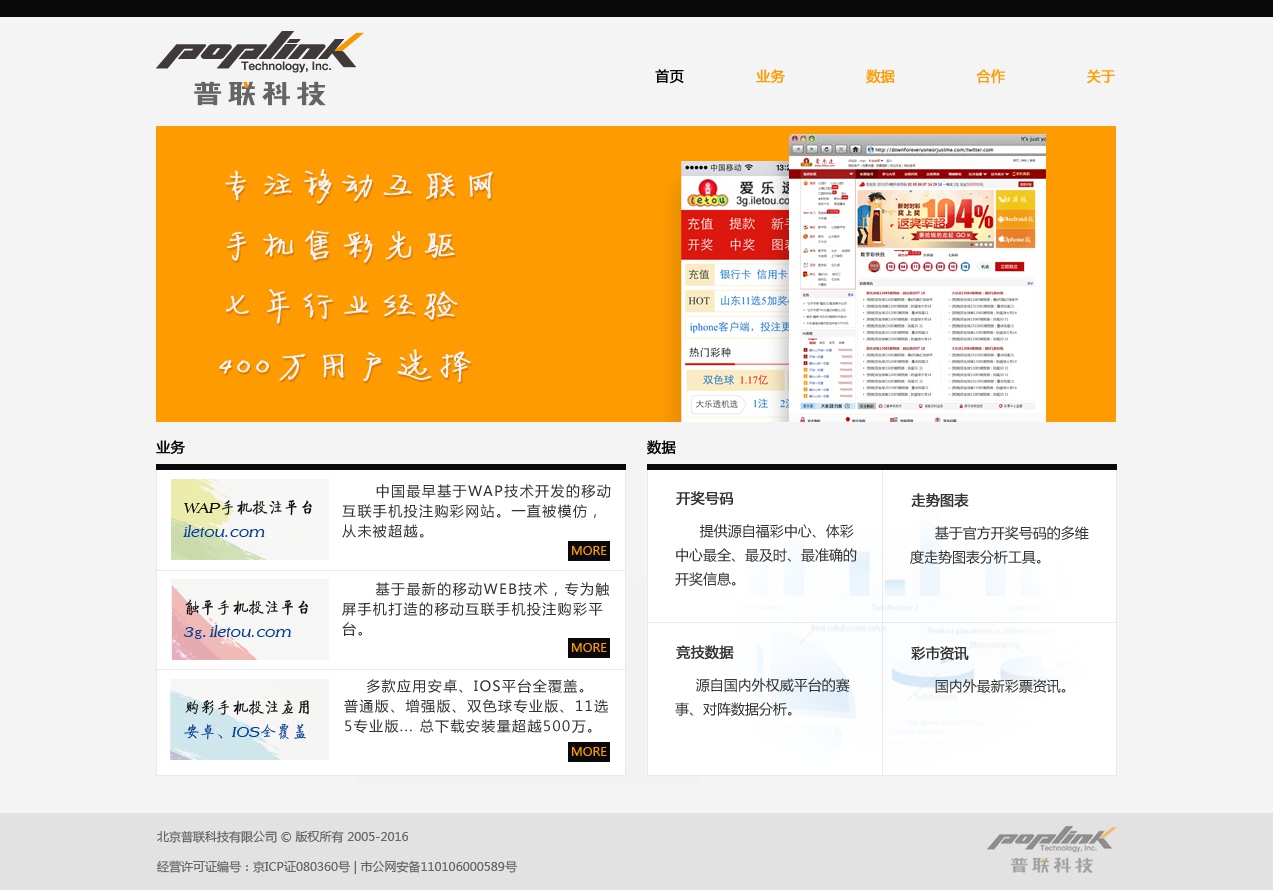 poplink
Technology, Inc.
普联科技
首页 业务 数据 合作 关于
专注移动互联网
手机售彩先驱
七年行业经验
400万用户选择
中国移动
爱乐
iletou
3g.iletou.com
充值 提款
开奖 中奖
充值 银行卡 信用卡
HOT 山东11选5加奖
iphone客户端，投注
热门彩种
双色球 1.17亿
大乐透机选 1注
http://downforeveryoneorjustme.com/twitter.com
104%
业务
WAP手机投注平台
iletou.com
中国最早基于WAP技术开发的移动
互联手机投注购彩网站。一直被模仿，
从未被超越。
MORE
触平手机投注平台
3g.iletou.com
基于最新的移动WEB技术，专为触
屏手机打造的移动互联手机投注购彩平
台。
MORE
购彩手机投注应用
安卓、IOS全覆盖
多款应用安卓、IOS平台全覆盖。
普通版、增强版、双色球专业版、11选
5专业版... 总下载安装量超越500万。
MORE
数据
开奖号码
提供源自福彩中心、体彩
中心最全、最及时、最准确的
开奖信息。
走势图表
基于官方开奖号码的多维
度走势图表分析工具。
竞技数据
源自国内外权威平台的赛
事、对阵数据分析。
彩市资讯
国内外最新彩票资讯。
北京普联科技有限公司 © 版权所有 2005-2016
经营许可证编号：京ICP证080360号 | 市公网安备110106000589号
poplink
Technology, Inc.
普联科技